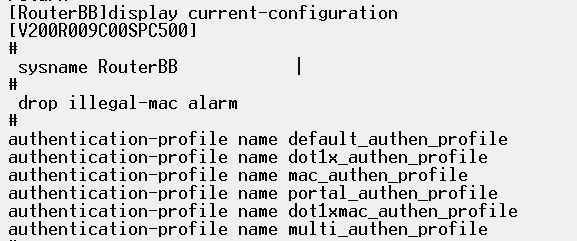 [RouterBB]display current-configuration
[V200R009C00SPC500]
#
sysname RouterBB
#
drop illegal-mac alarm
#
authentication-profile name default_authen_profile
authentication-profile name dot1x_authen_profile
authentication-profile name mac_authen_profile
authentication-profile name portal_authen_profile
authentication-profile name dot1xmac_authen_profile
authentication-profile name multi_authen_profile